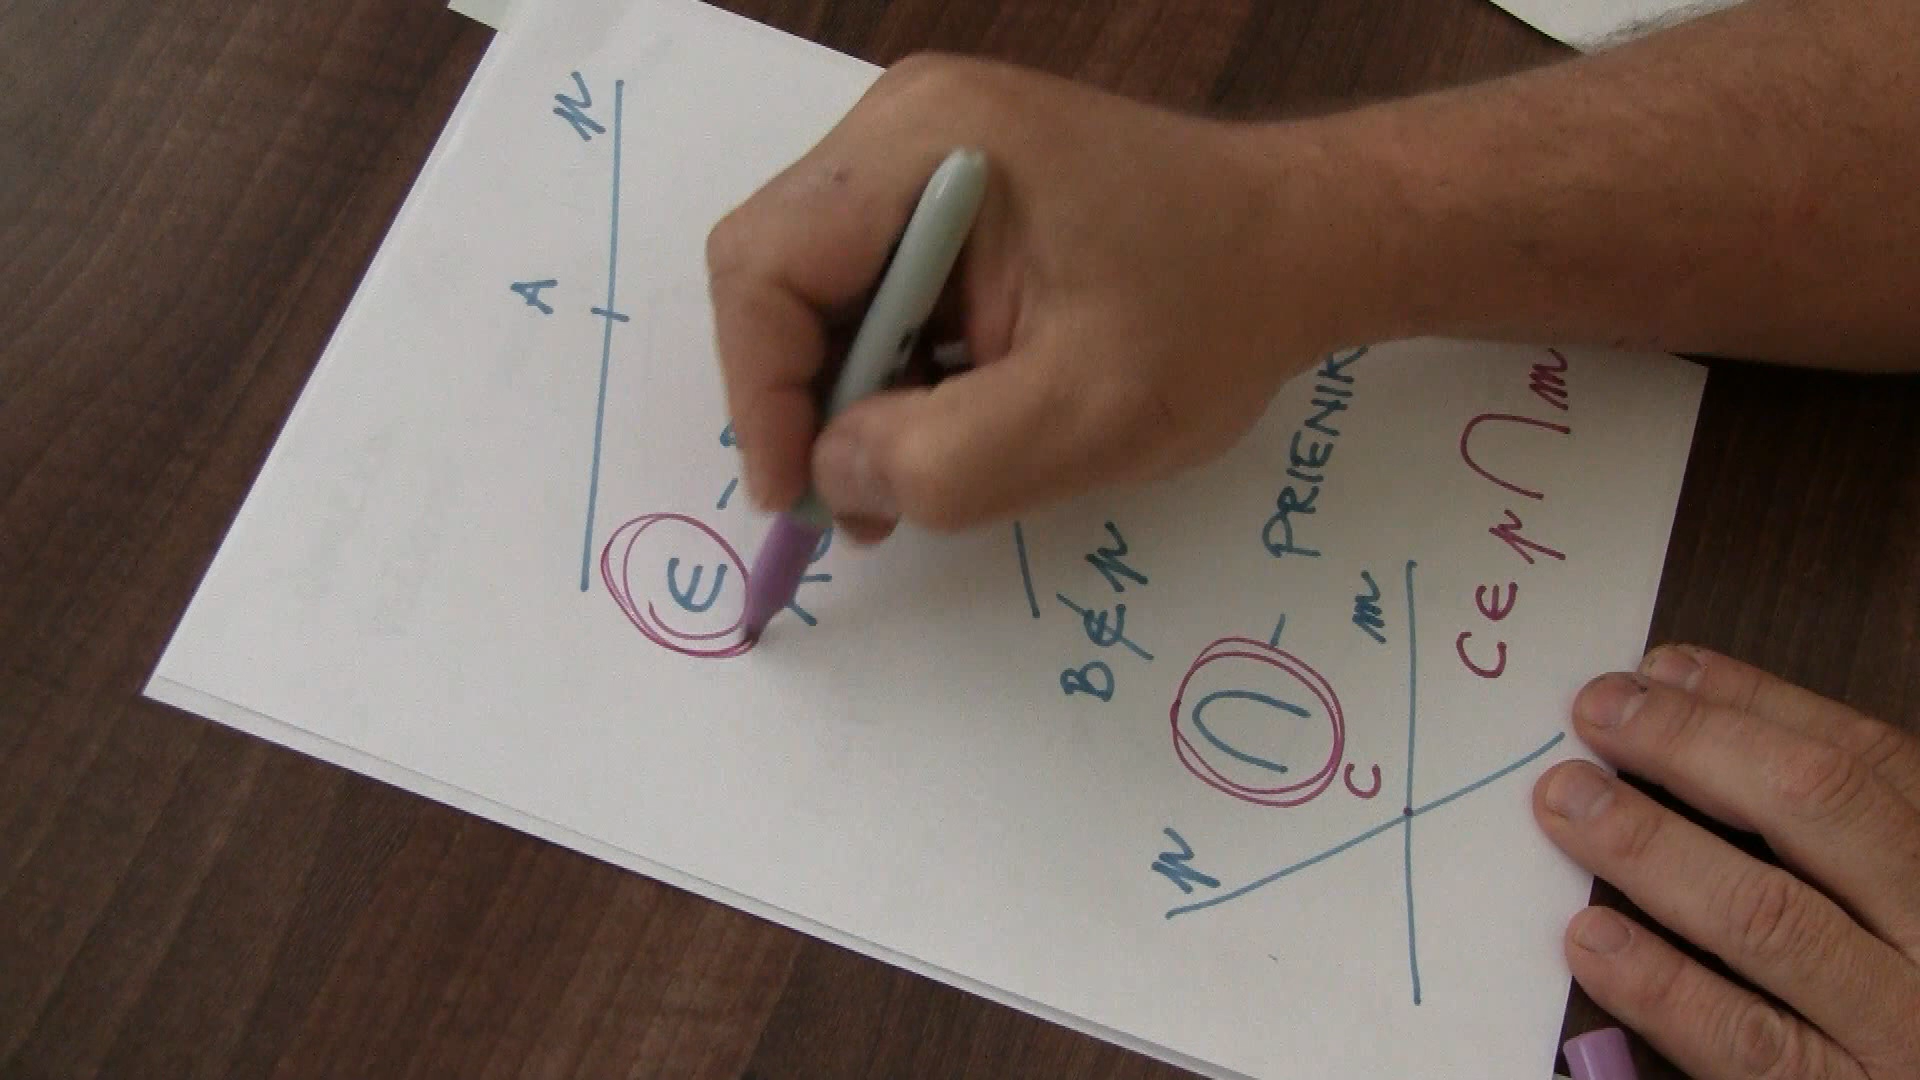 p
A
∈ -
B ∉ p
∩ - PRIENIK
p
m
C
C ∈ p ∩ m